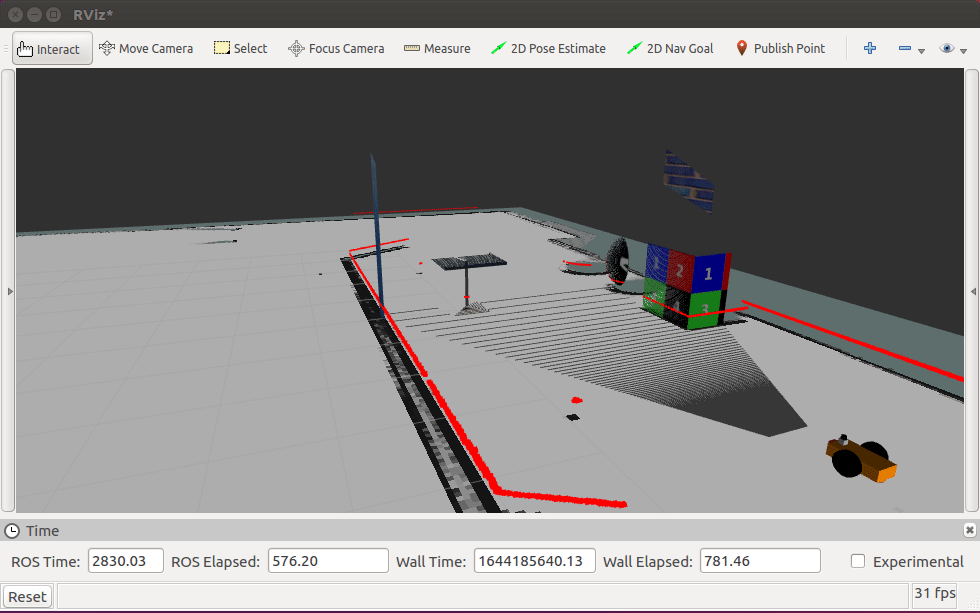 RViz*
Interact Move Camera Select Focus Camera Measure 2D Pose Estimate 2D Nav Goal Publish Point
1 2 1
4 3
Time
ROS Time: 2830.03 ROS Elapsed: 576.20 Wall Time: 1644185640.13 Wall Elapsed: 781.46 Experimental
Reset 31 fps